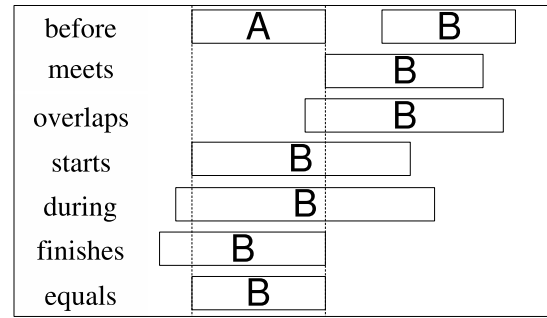 before A B
meets B
overlaps B
starts B
during B
finishes B
equals B